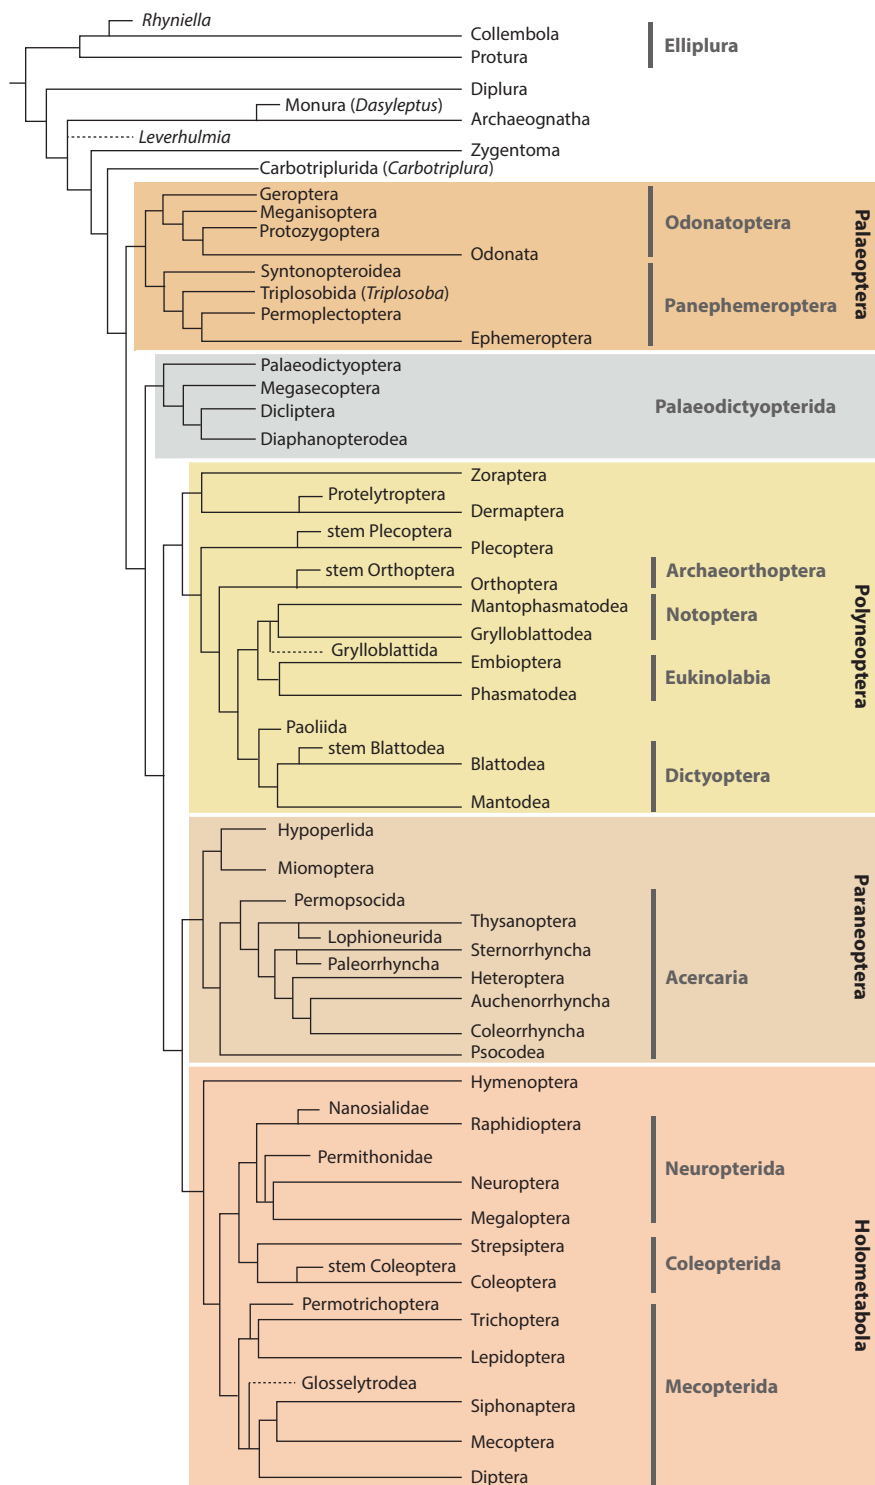 Rhyniella
Collembola
Protura
Elliplura
Diplura
Monura (Dasyleptus)
Archaeognatha
Leverhulmia
Zygentoma
Carbotriplurida (Carbotriplura)
Geroptera
Meganisoptera
Protozygoptera
Odonata
Odonatoptera
Syntonopteroidea
Triplosobida (Triplosoba)
Permoplectoptera
Ephemeroptera
Panephemeroptera
Palaeoptera
Palaeodictyoptera
Megasecoptera
Dicliptera
Diaphanopterodea
Palaeodictyopterida
Zoraptera
Protelytroptera
Dermaptera
stem Plecoptera
Plecoptera
stem Orthoptera
Orthoptera
Archaeorthoptera
Mantophasmatodea
Grylloblattodea
Notoptera
Grylloblattida
Embioptera
Phasmatodea
Eukinolabia
Paoliida
stem Blattodea
Blattodea
Mantodea
Dictyoptera
Polyneoptera
Hypoperlida
Miomoptera
Permopsocida
Thysanoptera
Lophioneurida
Sternorrhyncha
Paleorrhyncha
Heteroptera
Auchenorrhyncha
Coleorrhyncha
Psocodea
Acercaria
Paraneoptera
Hymenoptera
Nanosialidae
Raphidioptera
Permithonidae
Neuroptera
Megaloptera
Neuropterida
Strepsiptera
stem Coleoptera
Coleoptera
Coleopterida
Permotrichoptera
Trichoptera
Lepidoptera
Glosselytrodea
Siphonaptera
Mecoptera
Diptera
Mecopterida
Holometabola